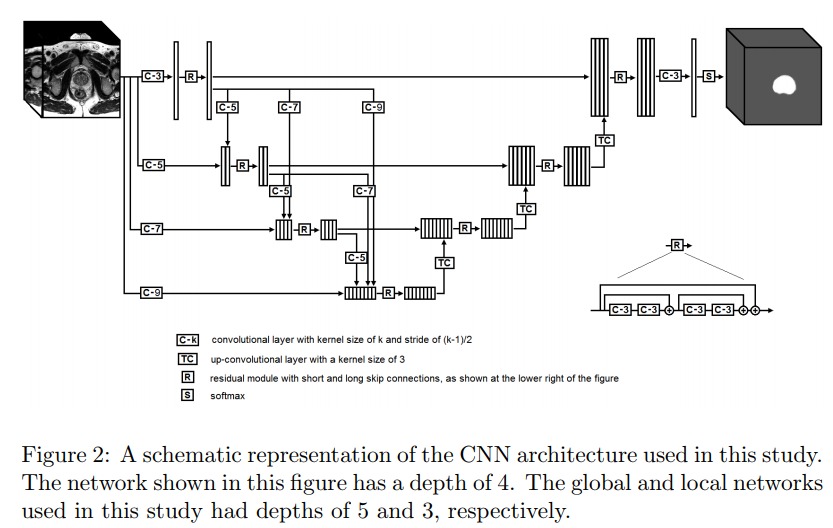 C-3
R
R
C-3
S
C-5
C-7
C-9
TC
C-5
R
R
C-5
C-7
TC
C-7
R
R
C-5
TC
R
C-9
R
C-3
C-3
C-3
C-3
C-k convolutional layer with kernel size of k and stride of (k-1)/2
TC up-convolutional layer with a kernel size of 3
R residual module with short and long skip connections, as shown at the lower right of the figure
S softmax
Figure 2: A schematic representation of the CNN architecture used in this study.
The network shown in this figure has a depth of 4. The global and local networks
used in this study had depths of 5 and 3, respectively.